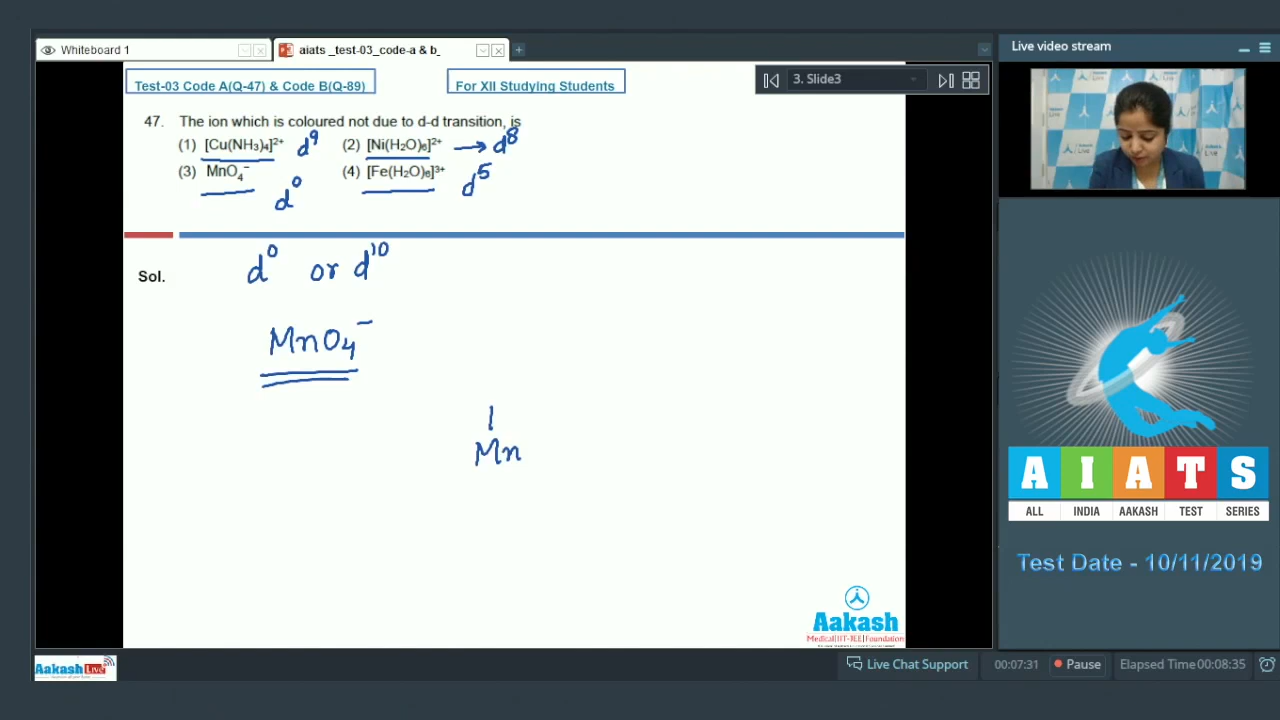 Whiteboard 1
aiats _test-03_code-a & b_
Live video stream
3. Slide3
Test-03 Code A(Q-47) & Code B(Q-89)
For XII Studying Students
47. The ion which is coloured not due to d-d transition, is
(1) [Cu(NH₃)₄]²⁺ d⁹ (2) [Ni(H₂O)₆]²⁺ → d⁸
(3) MnO₄⁻ d⁰ (4) [Fe(H₂O)₆]³⁺ d⁵
Sol. d⁰ or d¹⁰
MnO₄⁻
Mn
AIATS
ALL INDIA AAKASH TEST SERIES
Test Date - 10/11/2019
Aakash
Medical|IIT-JEE|Foundation
Aakash Live
Live Chat Support
00:07:31
Pause
Elapsed Time 00:08:35